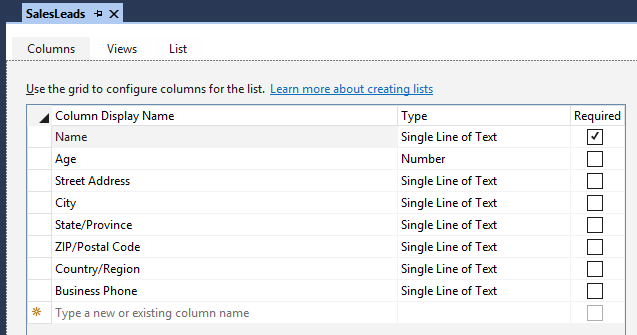 SalesLeads
Columns Views List
Use the grid to configure columns for the list. Learn more about creating lists
Column Display Name Type Required
Name Single Line of Text
Age Number
Street Address Single Line of Text
City Single Line of Text
State/Province Single Line of Text
ZIP/Postal Code Single Line of Text
Country/Region Single Line of Text
Business Phone Single Line of Text
Type a new or existing column name